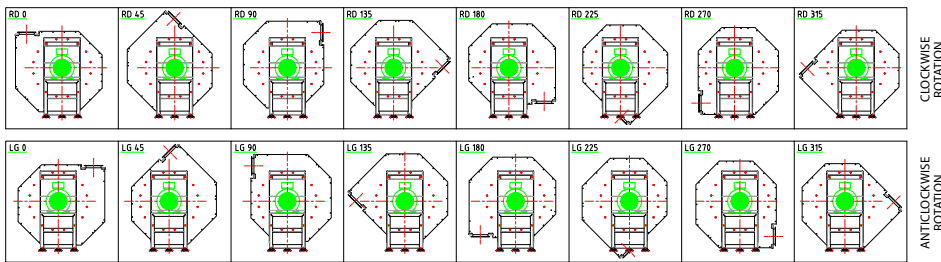 RD 0 RD 45 RD 90 RD 135 RD 180 RD 225 RD 270 RD 315
CLOCKWISE
ROTATION
LG 0 LG 45 LG 90 LG 135 LG 180 LG 225 LG 270 LG 315
ANTICLOCKWISE
ROTATION